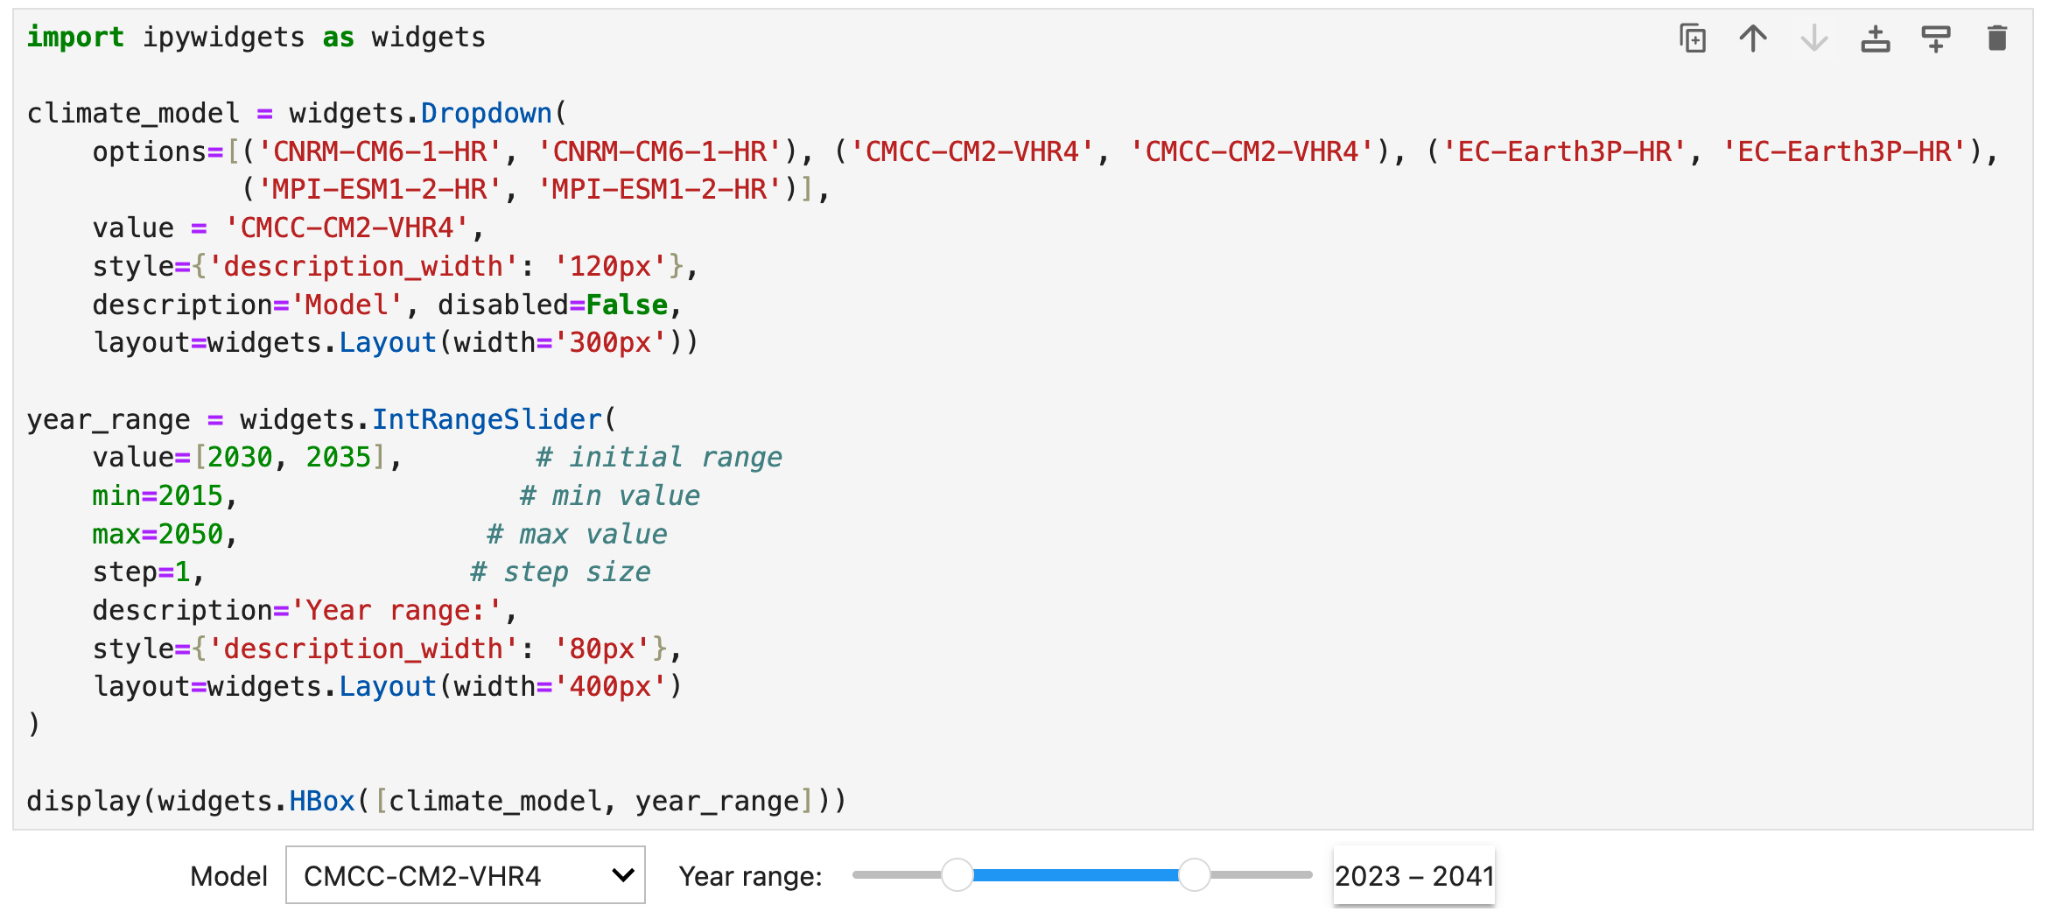 import ipywidgets as widgets
climate_model = widgets.Dropdown(
options=[('CNRM-CM6-1-HR', 'CNRM-CM6-1-HR'), ('CMCC-CM2-VHR4', 'CMCC-CM2-VHR4'), ('EC-Earth3P-HR', 'EC-Earth3P-HR'),
('MPI-ESM1-2-HR', 'MPI-ESM1-2-HR')],
value = 'CMCC-CM2-VHR4',
style={'description_width': '120px'},
description='Model', disabled=False,
layout=widgets.Layout(width='300px'))
year_range = widgets.IntRangeSlider(
value=[2030, 2035], # initial range
min=2015, # min value
max=2050, # max value
step=1, # step size
description='Year range:',
style={'description_width': '80px'},
layout=widgets.Layout(width='400px')
)
display(widgets.HBox([climate_model, year_range]))
Model CMCC-CM2-VHR4 Year range: 2023 – 2041